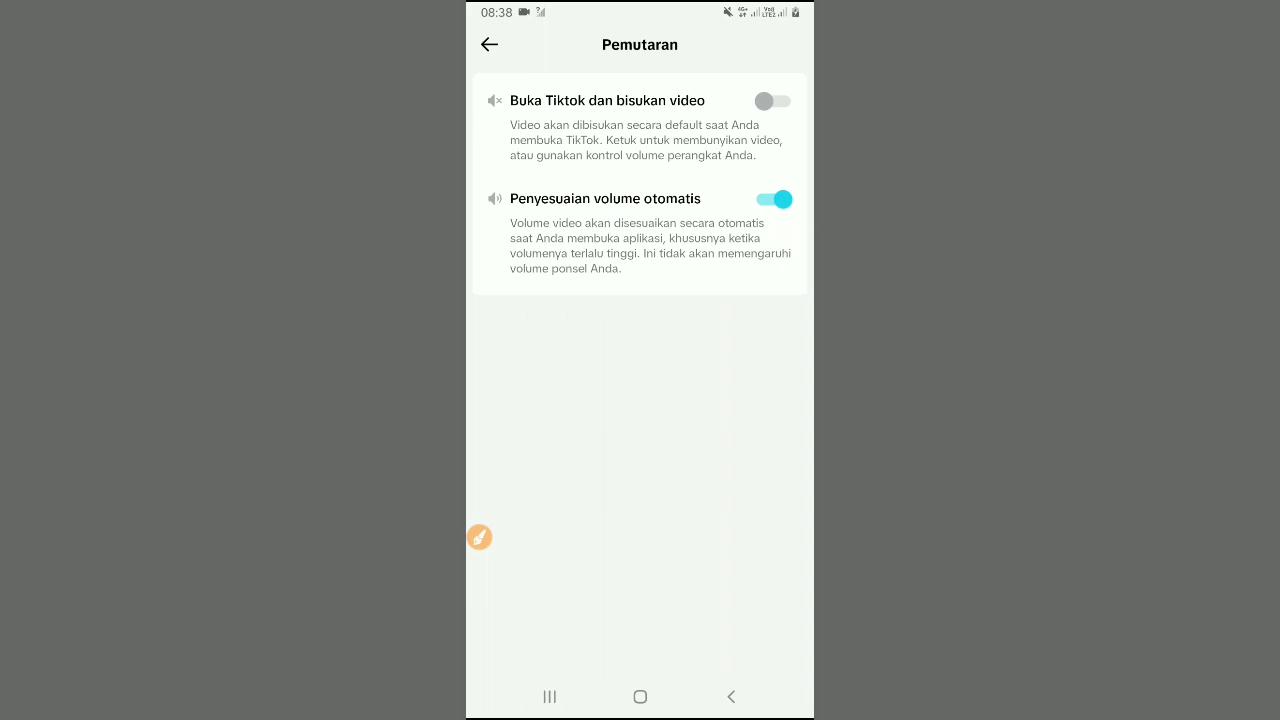 08:38
Pemutaran
Buka Tiktok dan bisukan video
Video akan dibisukan secara default saat Anda
membuka TikTok. Ketuk untuk membunyikan video,
atau gunakan kontrol volume perangkat Anda.
Penyesuaian volume otomatis
Volume video akan disesuaikan secara otomatis
saat Anda membuka aplikasi, khususnya ketika
volumenya terlalu tinggi. Ini tidak akan memengaruhi
volume ponsel Anda.